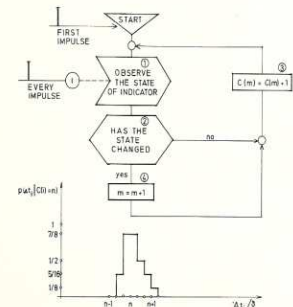 START
FIRST
IMPULSE
①
OBSERVE
THE STATE
OF INDICATOR
1
EVERY
IMPULSE
③
C(m) = C(m)+1
②
HAS THE
STATE
CHANGED
no
yes
④
m = m+1
1
7/8
1/2
5/16
1/8
n-1
n
n+1